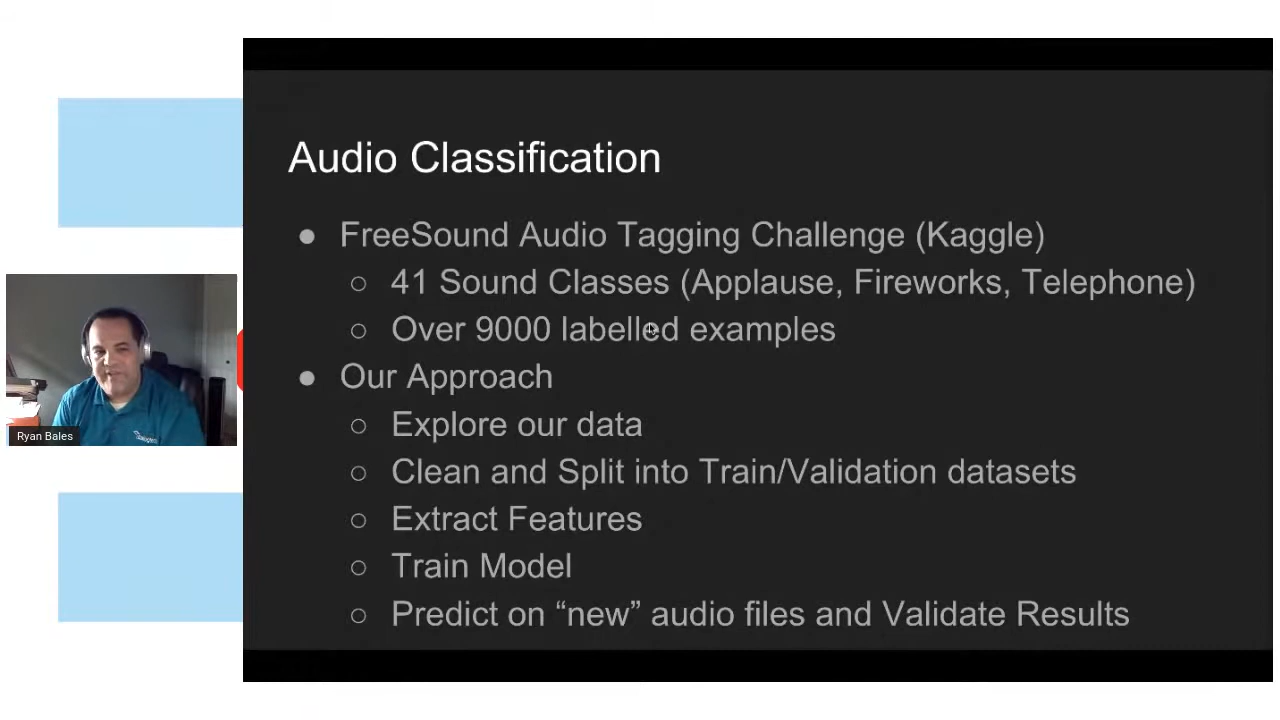 Audio Classification
● FreeSound Audio Tagging Challenge (Kaggle)
○ 41 Sound Classes (Applause, Fireworks, Telephone)
○ Over 9000 labelled examples
● Our Approach
○ Explore our data
○ Clean and Split into Train/Validation datasets
○ Extract Features
○ Train Model
○ Predict on “new” audio files and Validate Results
Ryan Bales